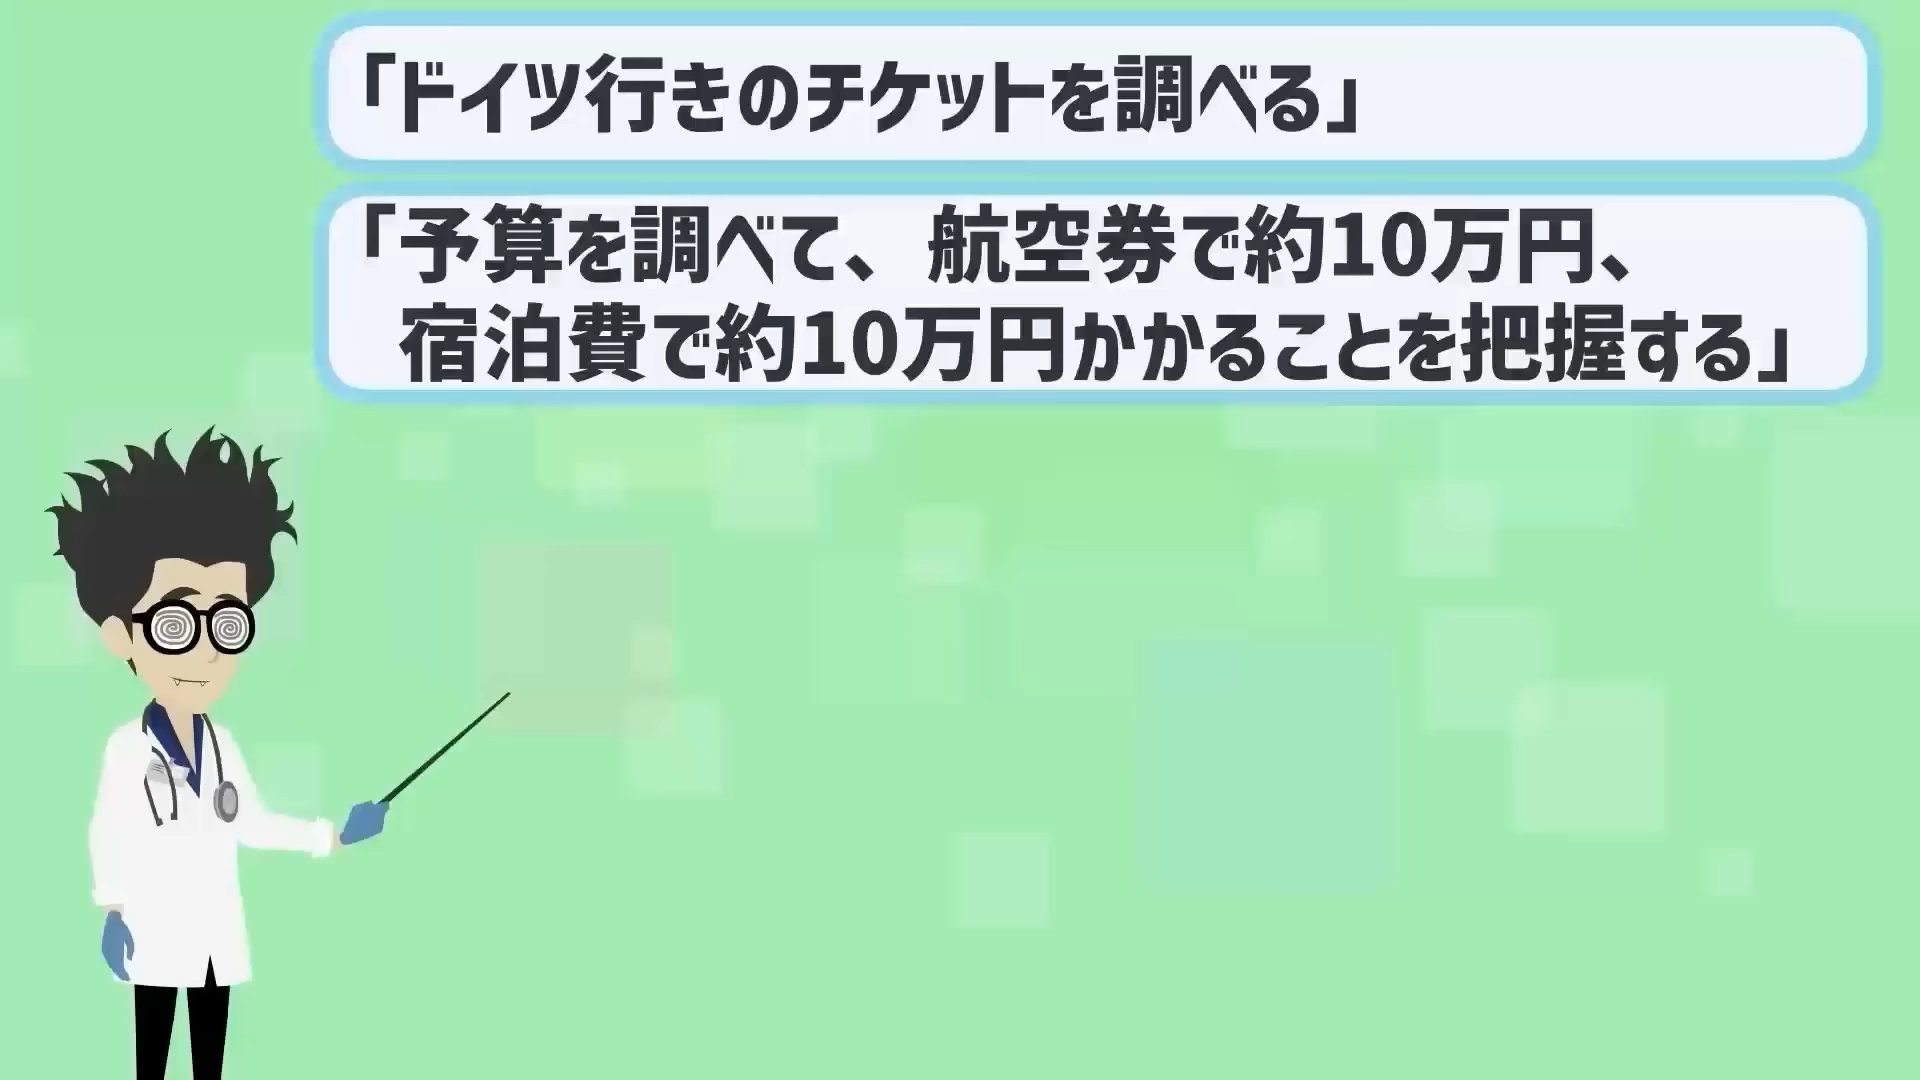 「ドイツ行きのチケットを調べる」
「予算を調べて、航空券で約10万円、
宿泊費で約10万円かかることを把握する」